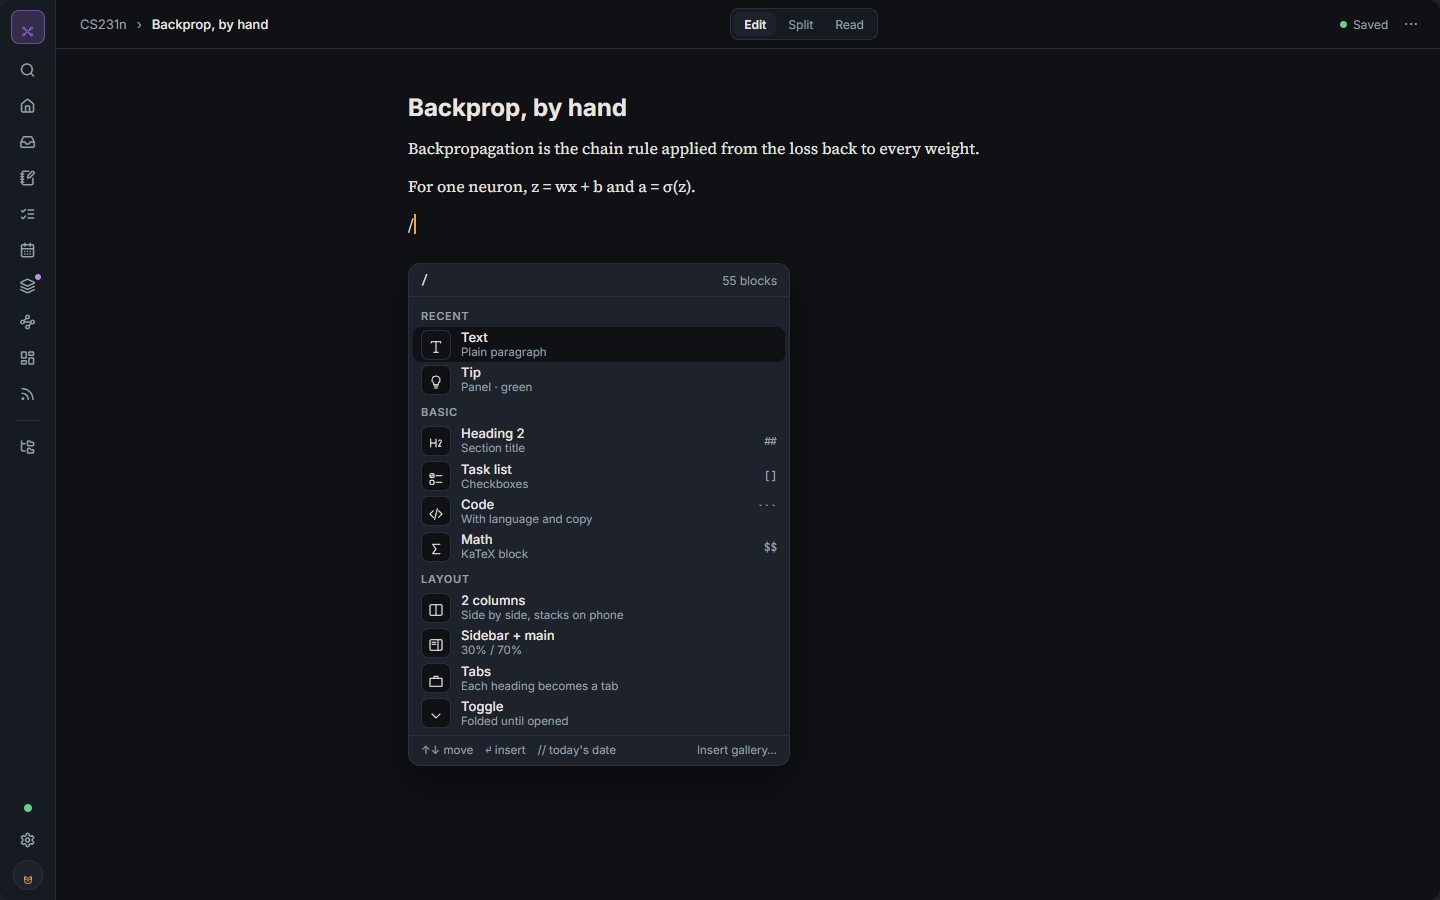 CS231n › Backprop, by hand
Edit Split Read
Saved ...
Backprop, by hand
Backpropagation is the chain rule applied from the loss back to every weight.
For one neuron, z = wx + b and a = σ(z).
/
/ 55 blocks
RECENT
Text
Plain paragraph
Tip
Panel · green
BASIC
H2 Heading 2 ##
Section title
Task list []
Checkboxes
Code ```
With language and copy
Math $$
KaTeX block
LAYOUT
2 columns
Side by side, stacks on phone
Sidebar + main
30% / 70%
Tabs
Each heading becomes a tab
Toggle
Folded until opened
↑↓ move ↵ insert // today's date Insert gallery...